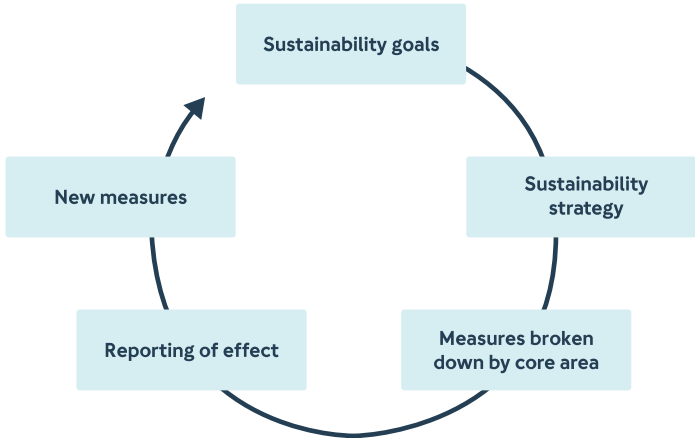 Sustainability goals
Sustainability
strategy
Measures broken
down by core area
Reporting of effect
New measures